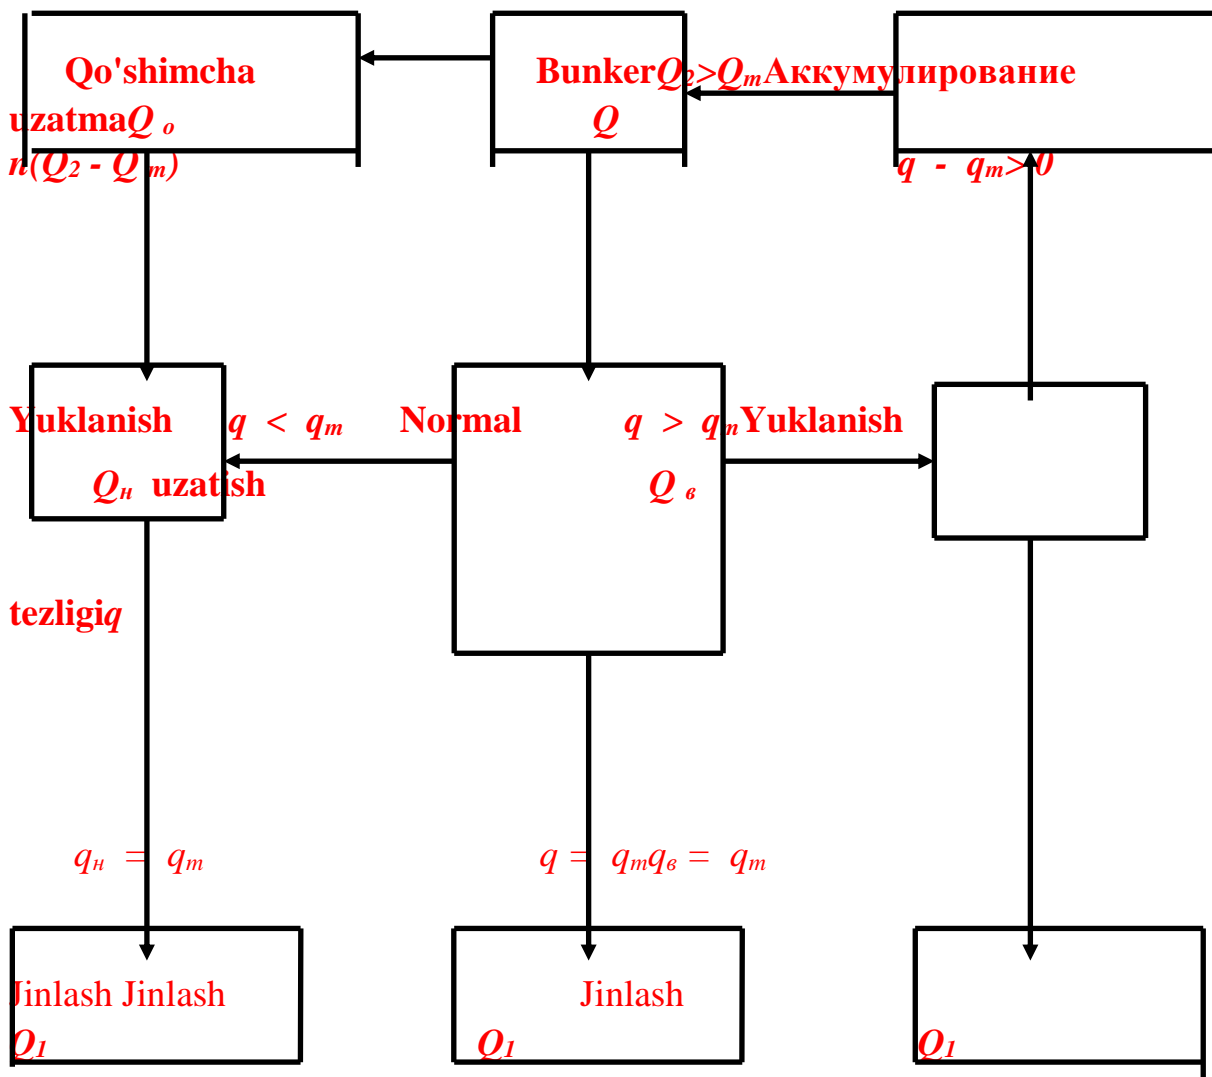 Qo'shimcha BunkerQ₂>QₘАккумулирование
uzatmaQ ₒ Q
n(Q₂ - Qₘ) q - qₘ>0
Yuklanish q < qₘ Normal q > qₘYuklanish
Qн uzatish Q в
tezligiq
qн = qₘ q = qₘqв = qₘ
Jinlash Jinlash Jinlash
Q₁ Q₁ Q₁